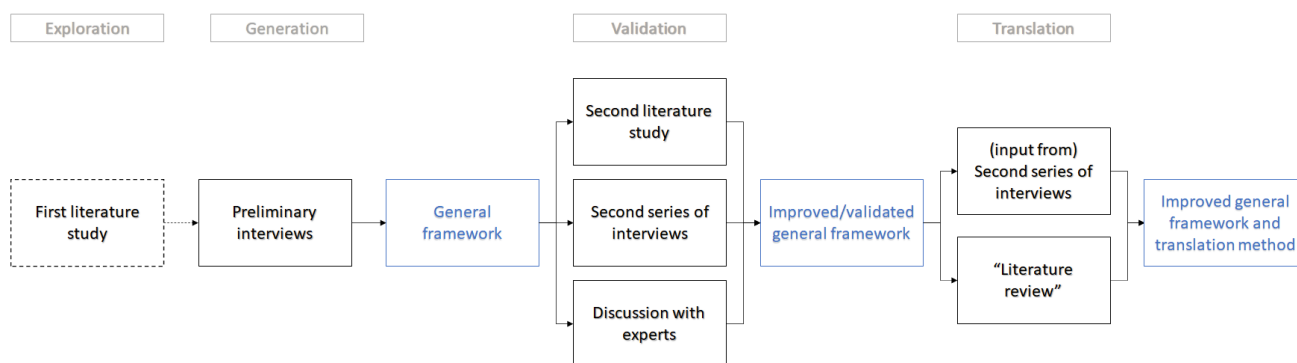 Exploration
Generation
Validation
Translation
First literature
study
Preliminary
interviews
General
framework
Second literature
study
Second series of
interviews
Discussion with
experts
Improved/validated
general framework
(input from)
Second series of
interviews
“Literature
review”
Improved general
framework and
translation method